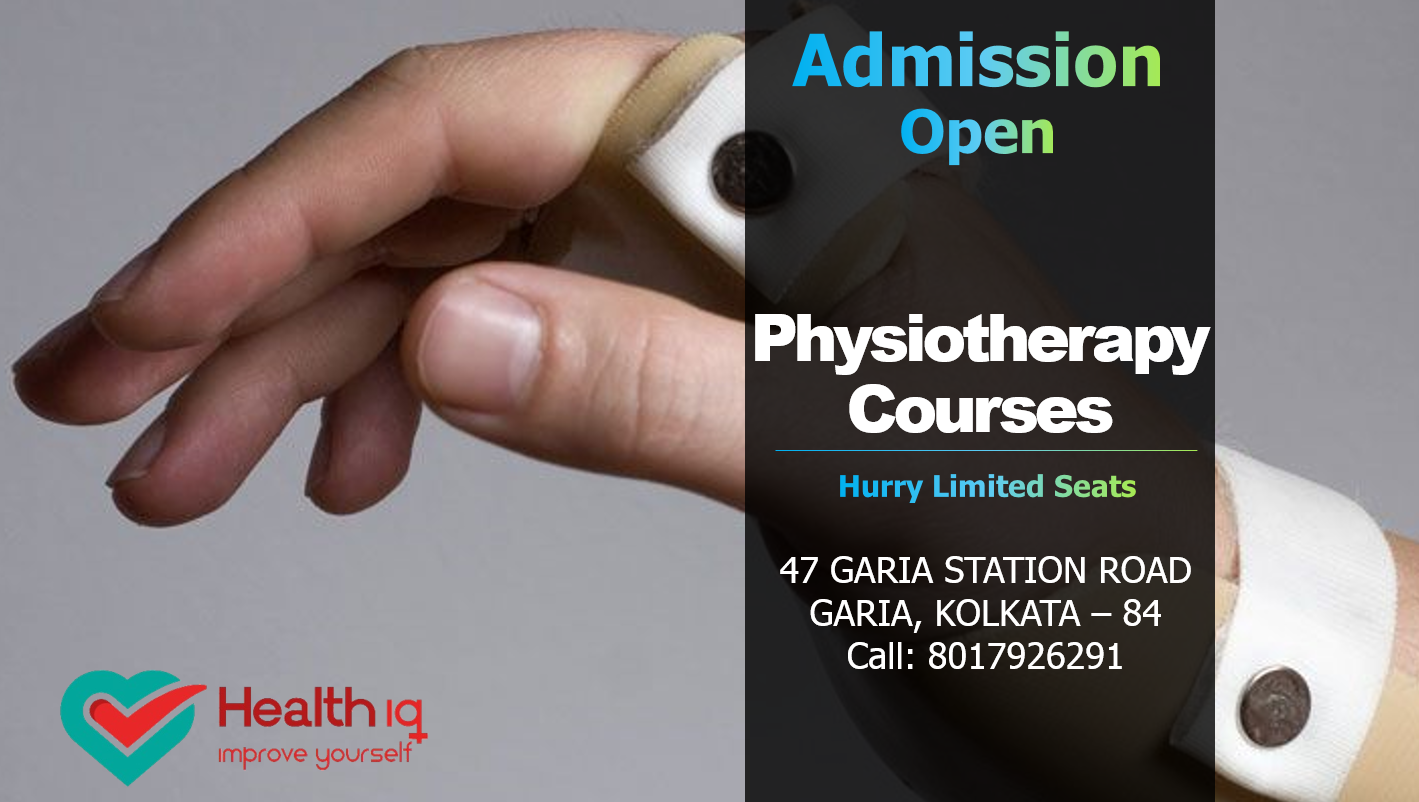 Admission
Open
Physiotherapy
Courses
Hurry Limited Seats
47 GARIA STATION ROAD
GARIA, KOLKATA – 84
Call: 8017926291
Health iq
improve yourself